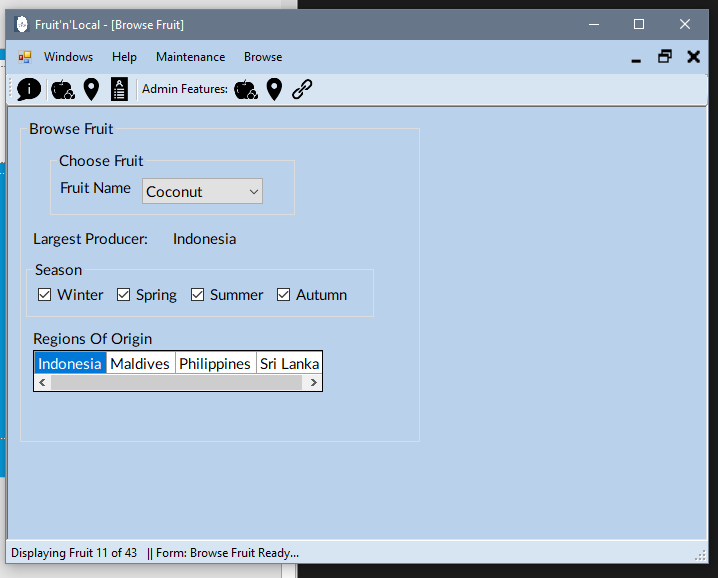 Fruit'n'Local - [Browse Fruit]
Windows Help Maintenance Browse
Admin Features:
Browse Fruit
Choose Fruit
Fruit Name Coconut
Largest Producer: Indonesia
Season
Winter Spring Summer Autumn
Regions Of Origin
Indonesia Maldives Philippines Sri Lanka
Displaying Fruit 11 of 43 || Form: Browse Fruit Ready...